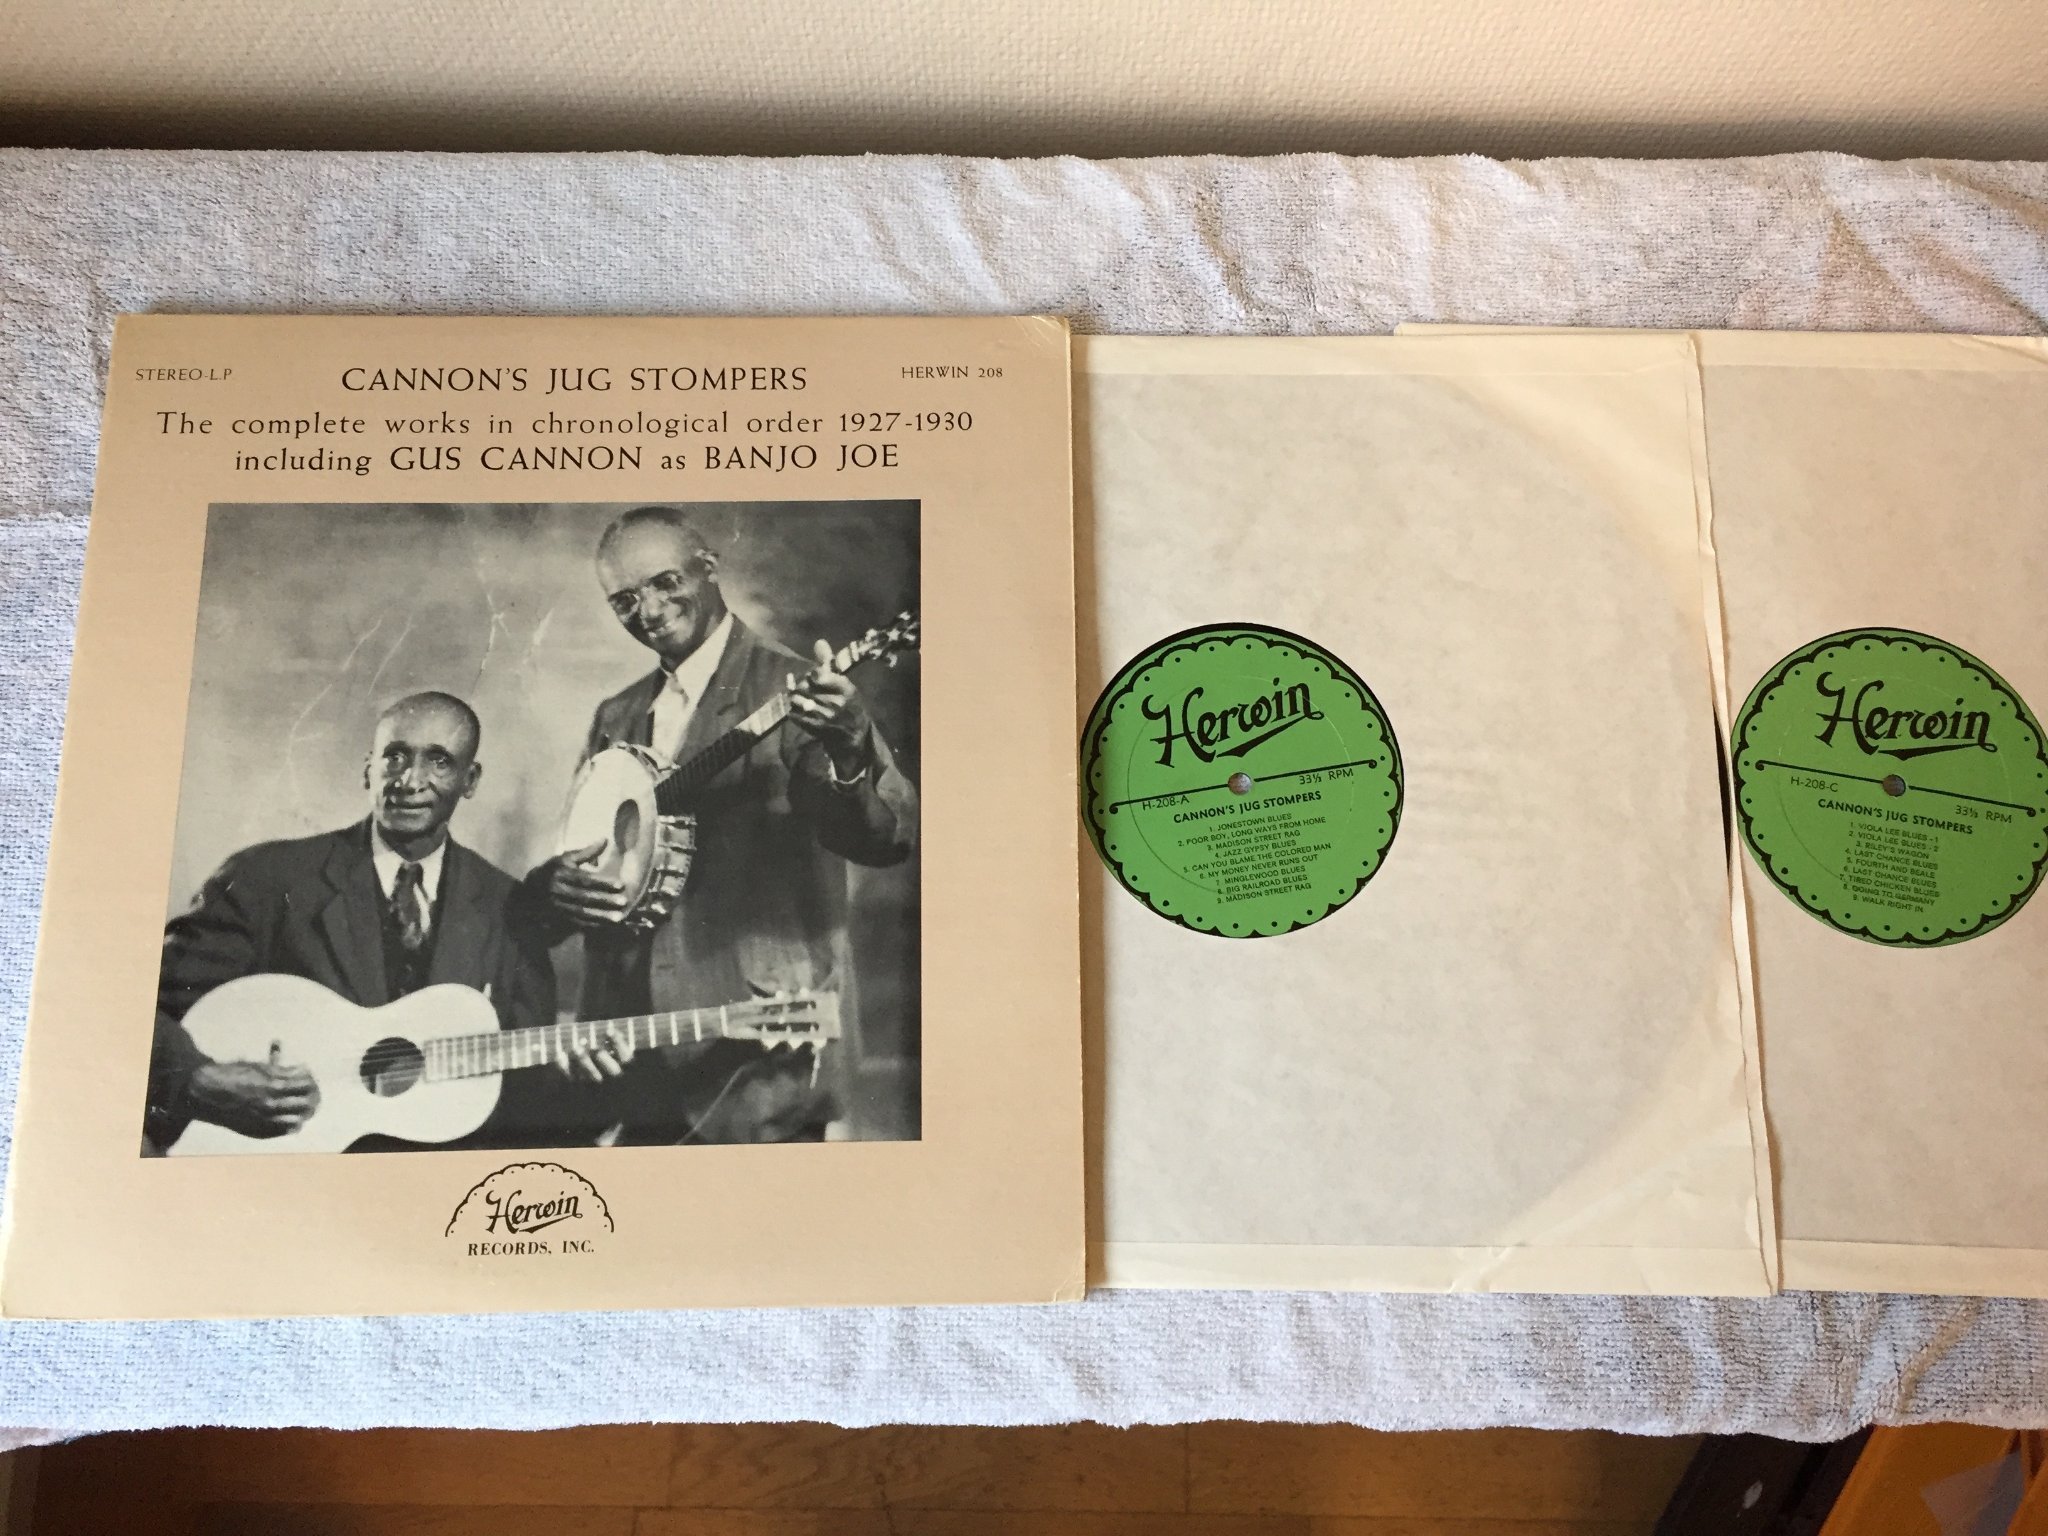 STEREO-L.P
CANNON'S JUG STOMPERS
HERWIN 208
The complete works in chronological order 1927-1930
including GUS CANNON as BANJO JOE
Herwin
RECORDS, INC.
Herwin
33⅓ RPM
H-208-A
CANNON'S JUG STOMPERS
1. JONESTOWN BLUES
2. POOR BOY, LONG WAYS FROM HOME
3. MADISON STREET RAG
4. JAZZ GYPSY BLUES
5. CAN YOU BLAME THE COLORED MAN
6. MY MONEY NEVER RUNS OUT
7. MINGLEWOOD BLUES
8. BIG RAILROAD BLUES
9. MADISON STREET RAG
Herwin
H-208-C
33⅓ RPM
CANNON'S JUG STOMPERS
1. VIOLA LEE BLUES - 1
2. VIOLA LEE BLUES - 2
3. RILEY'S WAGON
4. LAST CHANCE BLUES
5. FOURTH AND BEALE
6. LAST CHANCE BLUES
7. TIRED CHICKEN BLUES
8. GOING TO GERMANY
9. WALK RIGHT IN